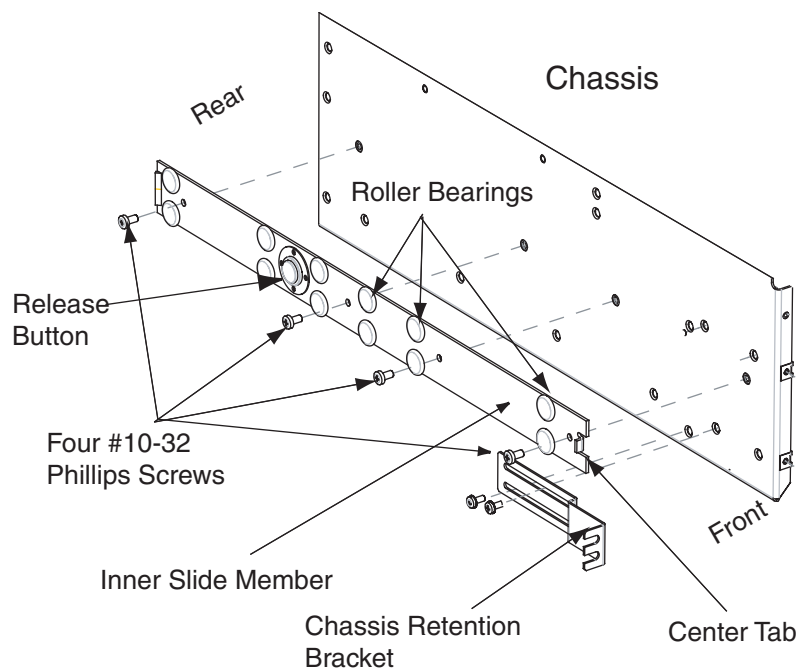 Chassis
Rear
Roller Bearings
Release
Button
Four #10-32
Phillips Screws
Front
Inner Slide Member
Chassis Retention
Bracket
Center Tab